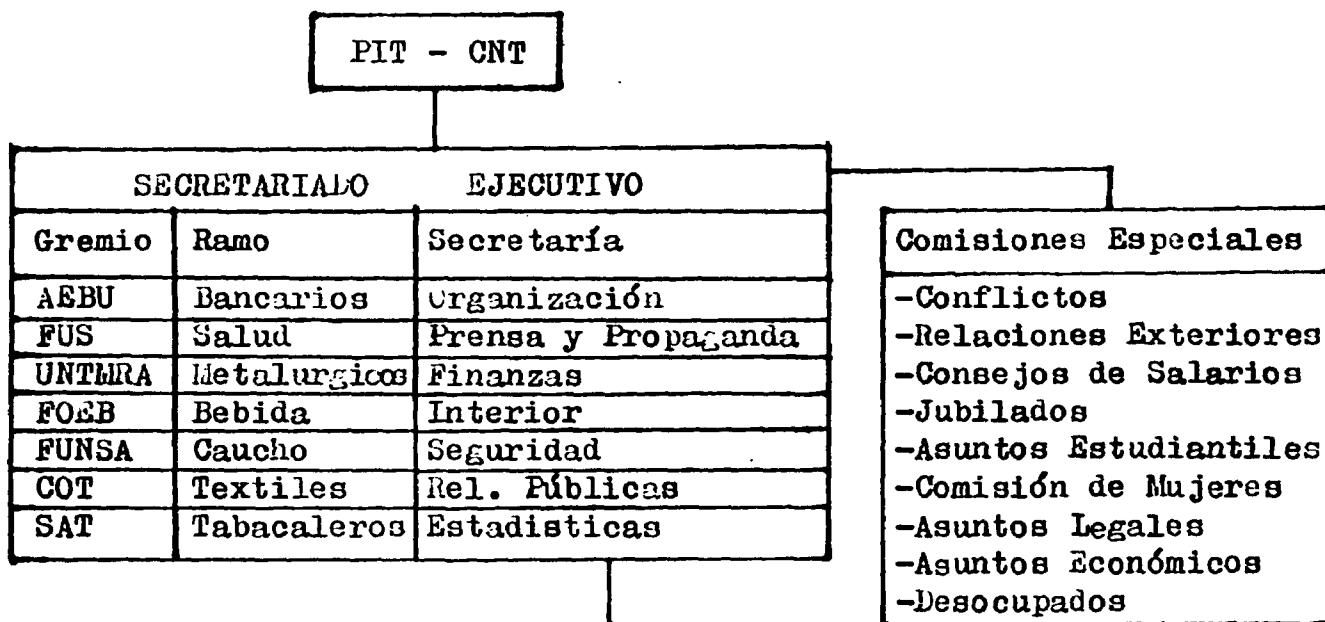 PIT - CNT
SECRETARIADO EJECUTIVO
Gremio Ramo Secretaría
AEBU Bancarios Organización
FUS Salud Prensa y Propaganda
UNTMRA Metalurgicos Finanzas
FOEB Bebida Interior
FUNSA Caucho Seguridad
COT Textiles Rel. Públicas
SAT Tabacaleros Estadisticas
Comisiones Especiales
-Conflictos
-Relaciones Exteriores
-Consejos de Salarios
-Jubilados
-Asuntos Estudiantiles
-Comisión de Mujeres
-Asuntos Legales
-Asuntos Económicos
-Desocupados